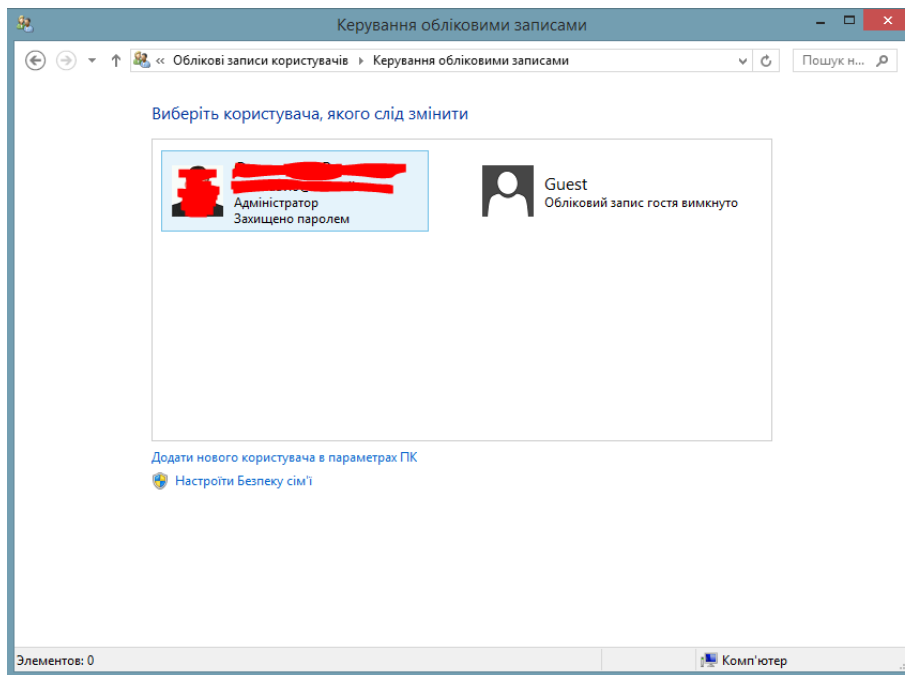 Керування обліковими записами
« Облікові записи користувачів Керування обліковими записами
Пошук н...
Виберіть користувача, якого слід змінити
Адміністратор
Захищено паролем
Guest
Обліковий запис гостя вимкнуто
Додати нового користувача в параметрах ПК
Настроїти Безпеку сім'ї
Элементов: 0
Комп'ютер